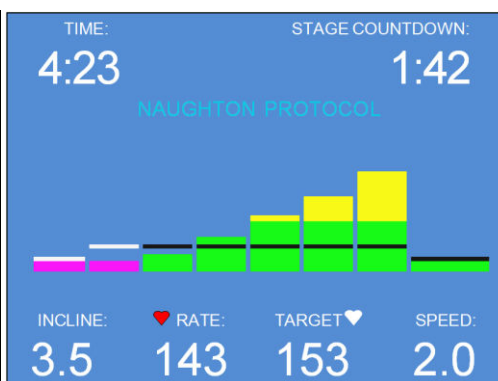 TIME: STAGE COUNTDOWN:
4:23 1:42
NAUGHTON PROTOCOL
INCLINE: RATE: TARGET SPEED:
3.5 143 153 2.0